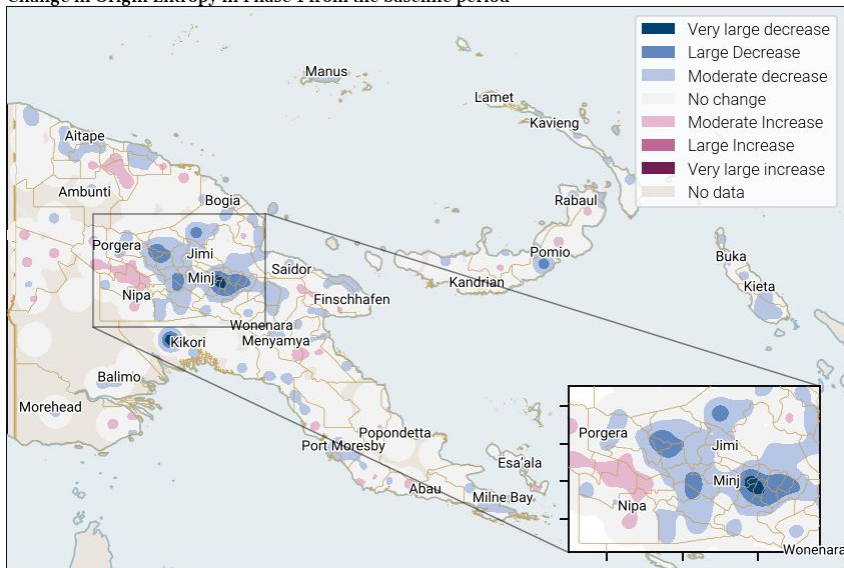 Change in Origin Entropy in Phase 1 from the baseline period
Very large decrease
Large Decrease
Moderate decrease
No change
Moderate Increase
Large Increase
Very large increase
No data
Manus
Lamet
Kavieng
Aitape
Ambunti
Bogia
Rabaul
Porgera
Jimi
Pomio
Buka
Saidor
Minj
Kandrian
Kieta
Nipa
Finschhafen
Wonenara
Kikori
Menyamya
Balimo
Morehead
Popondetta
Port Moresby
Esa'ala
Abau
Milne Bay
Porgera
Jimi
Minj
Nipa
Wonenara